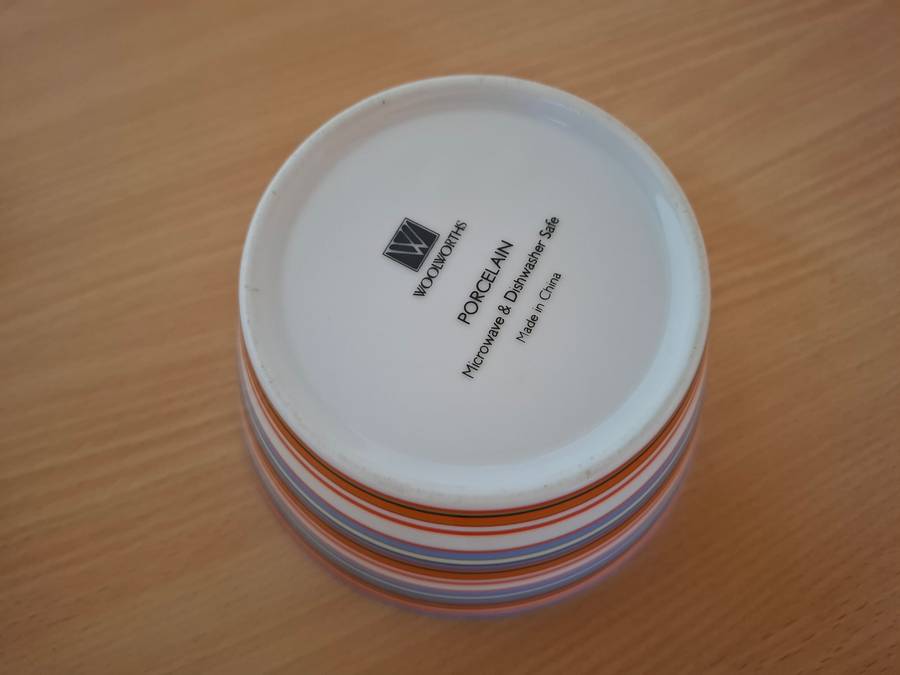 W
WOOLWORTHS
PORCELAIN
Microwave & Dishwasher Safe
Made in China